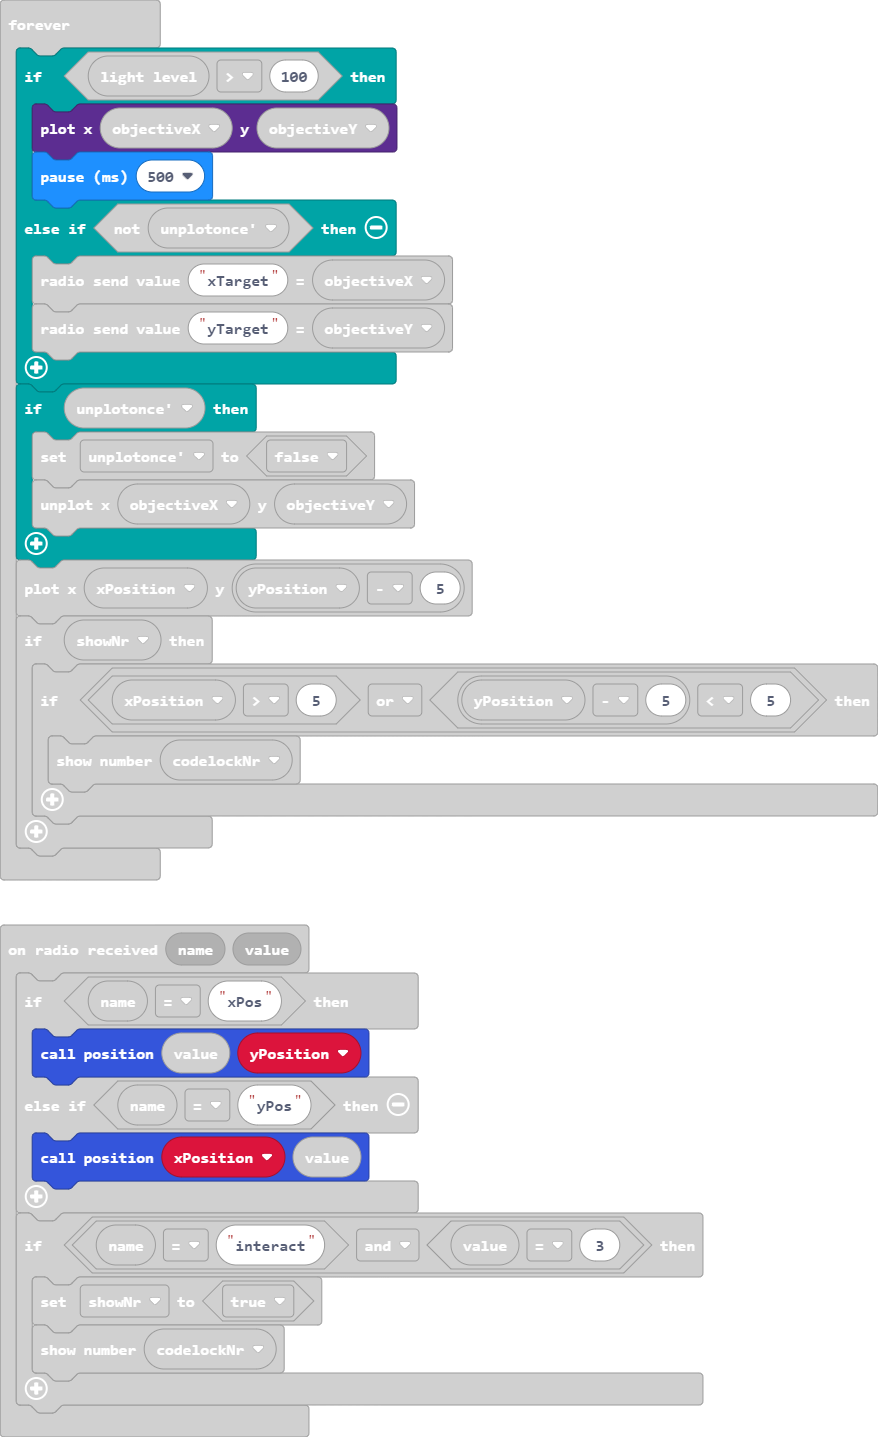 forever
if light level > 100 then
plot x objectiveX y objectiveY
pause (ms) 500
else if not unplotonce' then
radio send value "xTarget" = objectiveX
radio send value "yTarget" = objectiveY
if unplotonce' then
set unplotonce' to false
unplot x objectiveX y objectiveY
plot x xPosition y yPosition - 5
if showNr then
if xPosition > 5 or yPosition - 5 < 5 then
show number codelockNr
on radio received name value
if name = "xPos" then
call position value yPosition
else if name = "yPos" then
call position xPosition value
if name = "interact" and value = 3 then
set showNr to true
show number codelockNr